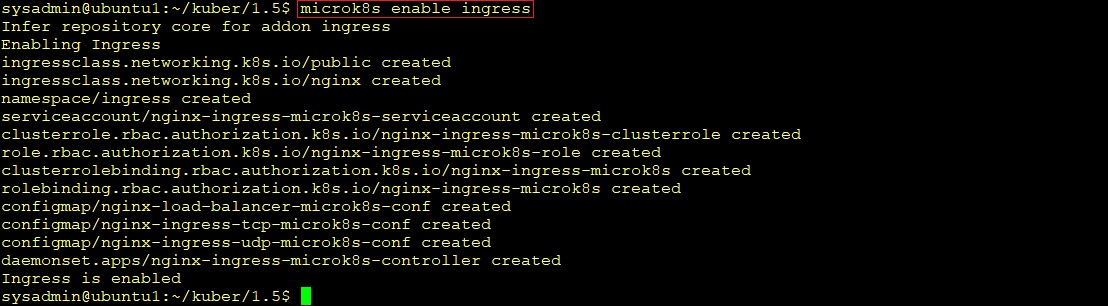 sysadmin@ubuntu1:~/kuber/1.5$ microk8s enable ingress
Infer repository core for addon ingress
Enabling Ingress
ingressclass.networking.k8s.io/public created
ingressclass.networking.k8s.io/nginx created
namespace/ingress created
serviceaccount/nginx-ingress-microk8s-serviceaccount created
clusterrole.rbac.authorization.k8s.io/nginx-ingress-microk8s-clusterrole created
role.rbac.authorization.k8s.io/nginx-ingress-microk8s-role created
clusterrolebinding.rbac.authorization.k8s.io/nginx-ingress-microk8s created
rolebinding.rbac.authorization.k8s.io/nginx-ingress-microk8s created
configmap/nginx-load-balancer-microk8s-conf created
configmap/nginx-ingress-tcp-microk8s-conf created
configmap/nginx-ingress-udp-microk8s-conf created
daemonset.apps/nginx-ingress-microk8s-controller created
Ingress is enabled
sysadmin@ubuntu1:~/kuber/1.5$